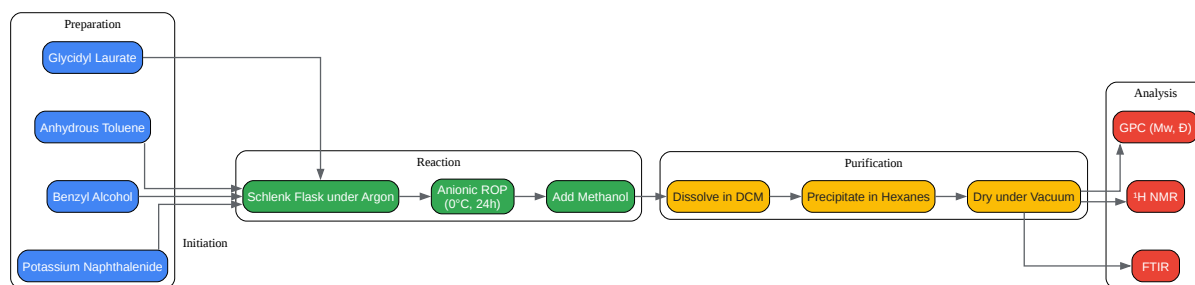 Preparation
Glycidyl Laurate
Anhydrous Toluene
Benzyl Alcohol
Potassium Naphthalenide
Initiation
Reaction
Schlenk Flask under Argon
Anionic ROP
(0°C, 24h)
Add Methanol
Purification
Dissolve in DCM
Precipitate in Hexanes
Dry under Vacuum
Analysis
GPC (Mw, Đ)
¹H NMR
FTIR